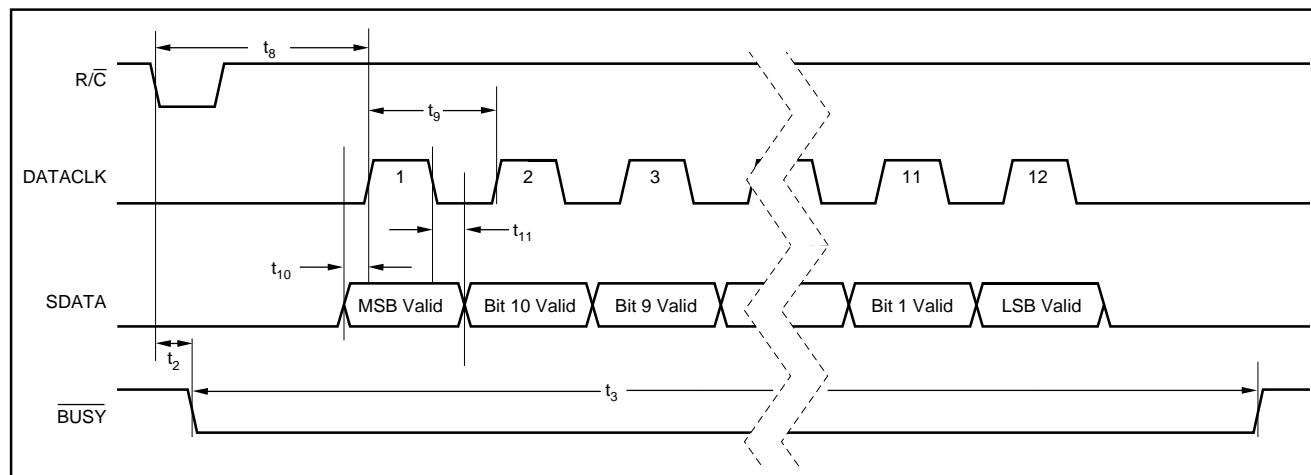 t8
R/C̅
t9
DATACLK
1
2
3
11
12
t11
t10
SDATA
MSB Valid
Bit 10 Valid
Bit 9 Valid
Bit 1 Valid
LSB Valid
t2
t3
B̅U̅S̅Y̅